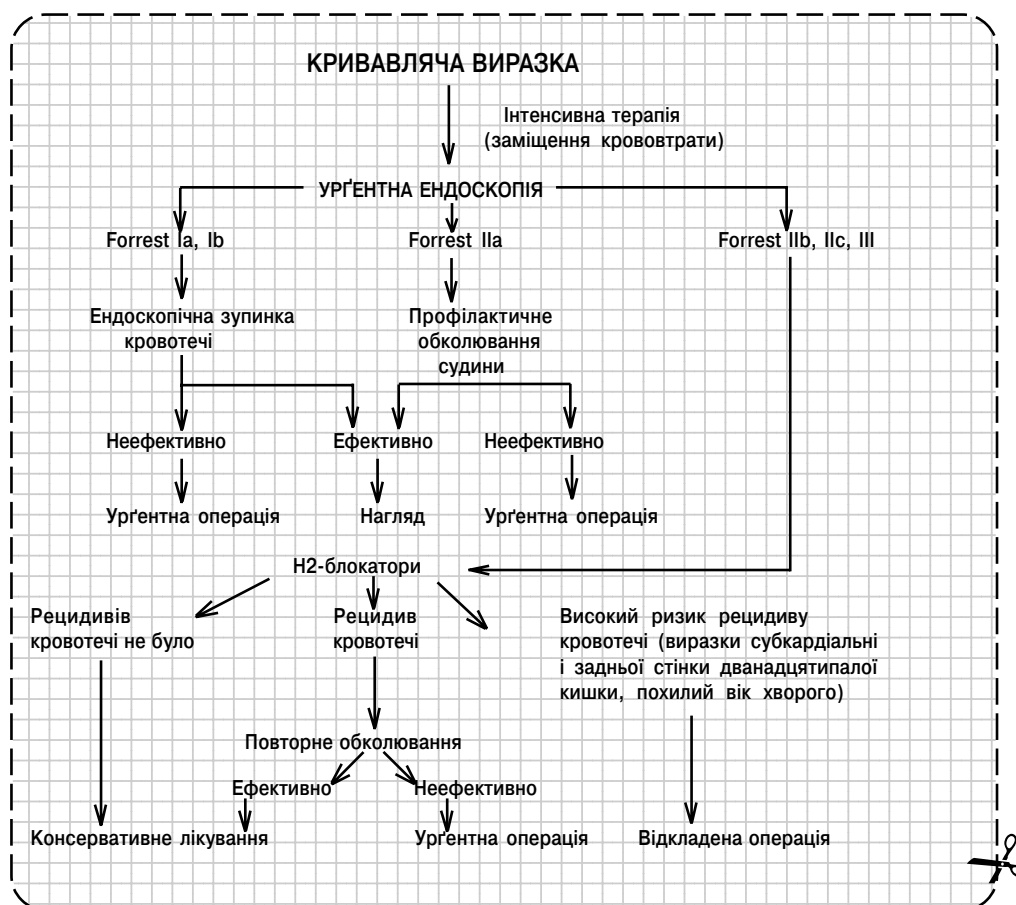 КРИВАВЛЯЧА ВИРАЗКА
Інтенсивна терапія
(заміщення крововтрати)
УРҐЕНТНА ЕНДОСКОПІЯ
Forrest Ia, Ib
Forrest IIa
Forrest IIb, IIc, III
Ендоскопічна зупинка
кровотечі
Профілактичне
обколювання
судини
Неефективно
Ефективно
Неефективно
Урґентна операція
Нагляд
Урґентна операція
Н2-блокатори
Рецидивів
кровотечі не було
Рецидив
кровотечі
Високий ризик рецидиву
кровотечі (виразки субкардіальні
і задньої стінки дванадцятипалої
кишки, похилий вік хворого)
Повторне обколювання
Ефективно
Неефективно
Консервативне лікування
Урґентна операція
Відкладена операція